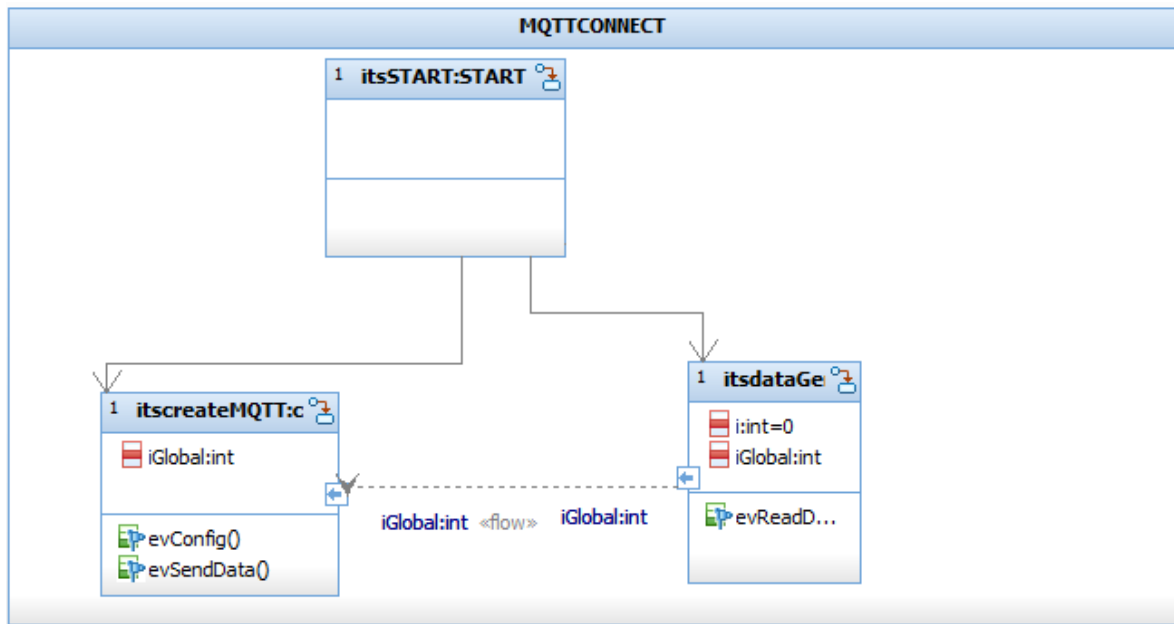 MQTTCONNECT
1 itsSTART:START
1 itscreateMQTT:c
iGlobal:int
evConfig()
evSendData()
iGlobal:int «flow» iGlobal:int
1 itsdataGe
i:int=0
iGlobal:int
evReadD...